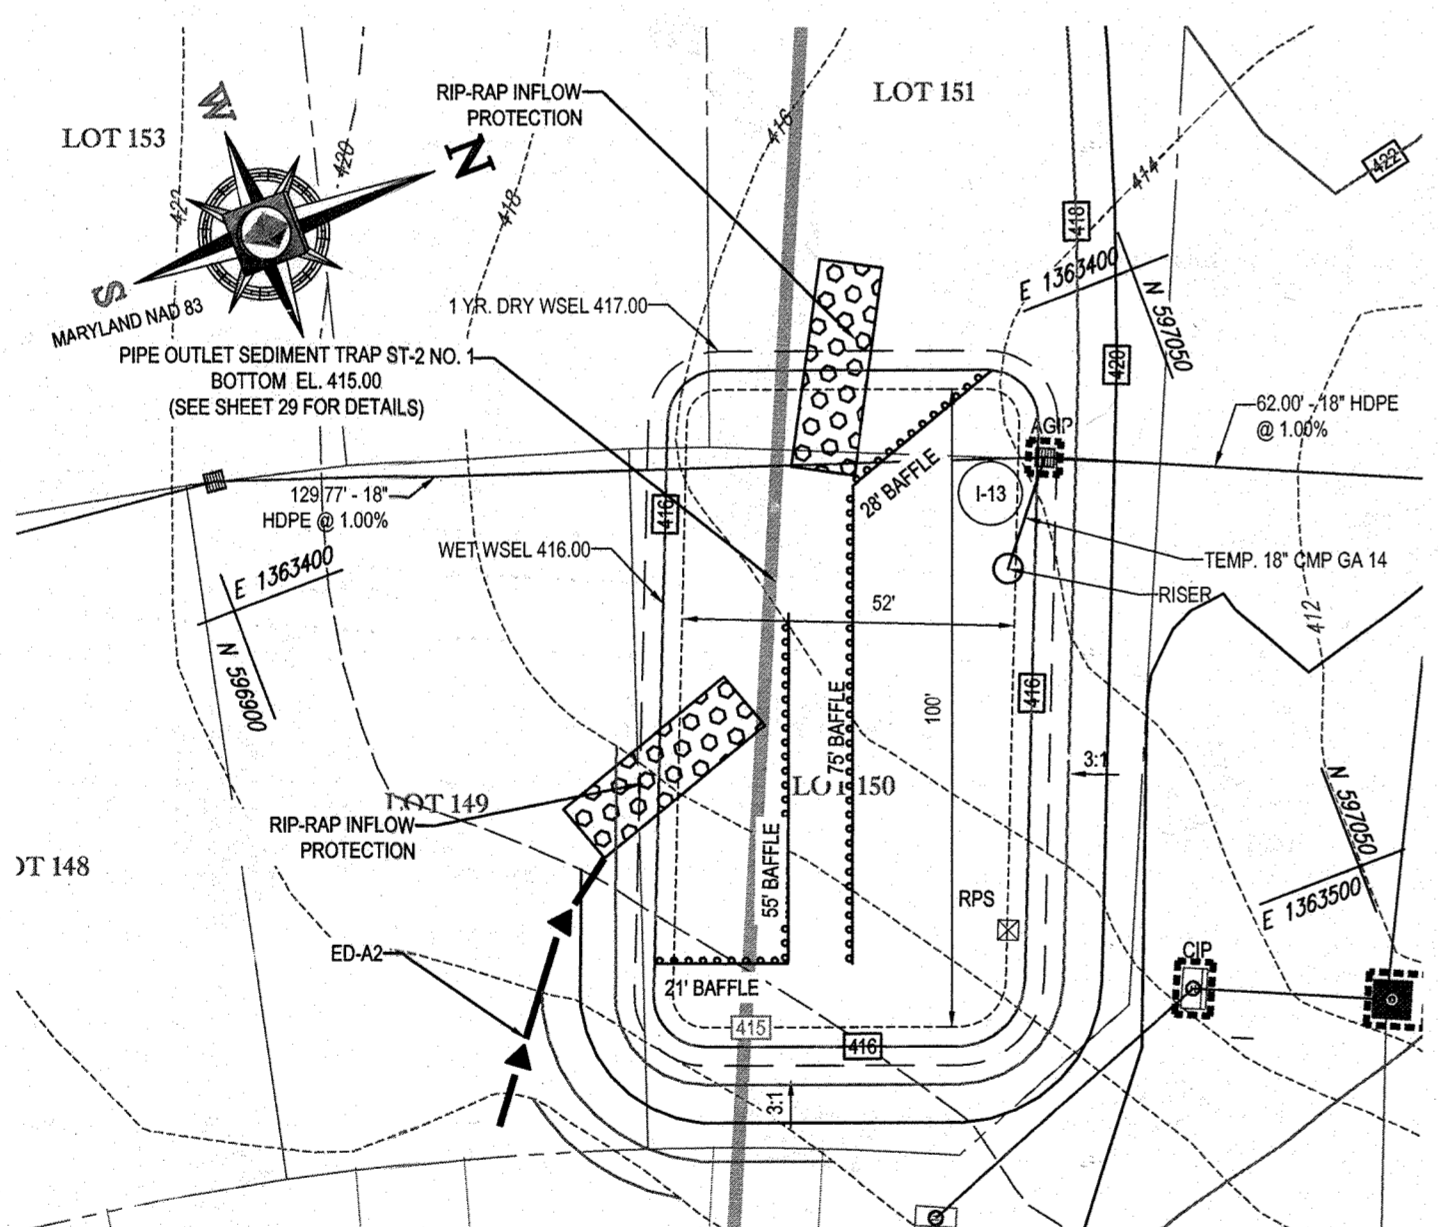 RIP-RAP INFLOW
PROTECTION
LOT 151
LOT 153
W
N
S
MARYLAND NAD 83
420
422
418
416
414
422
418
E 1363400
N 597050
1 YR. DRY WSEL 417.00
PIPE OUTLET SEDIMENT TRAP ST-2 NO. 1
BOTTOM EL. 415.00
(SEE SHEET 29 FOR DETAILS)
420
62.00' - 18" HDPE
@ 1.00%
AGIP
28' BAFFLE
I-13
129.77' - 18"
HDPE @ 1.00%
416
WET WSEL 416.00
E 1363400
N 596900
TEMP. 18" CMP GA 14
RISER
52'
412
100'
416
75' BAFFLE
3:1
LOT 150
LOT 149
RIP-RAP INFLOW
PROTECTION
OT 148
55' BAFFLE
N 597050
E 1363500
RPS
ED-A2
CIP
21' BAFFLE
415
416
3:1